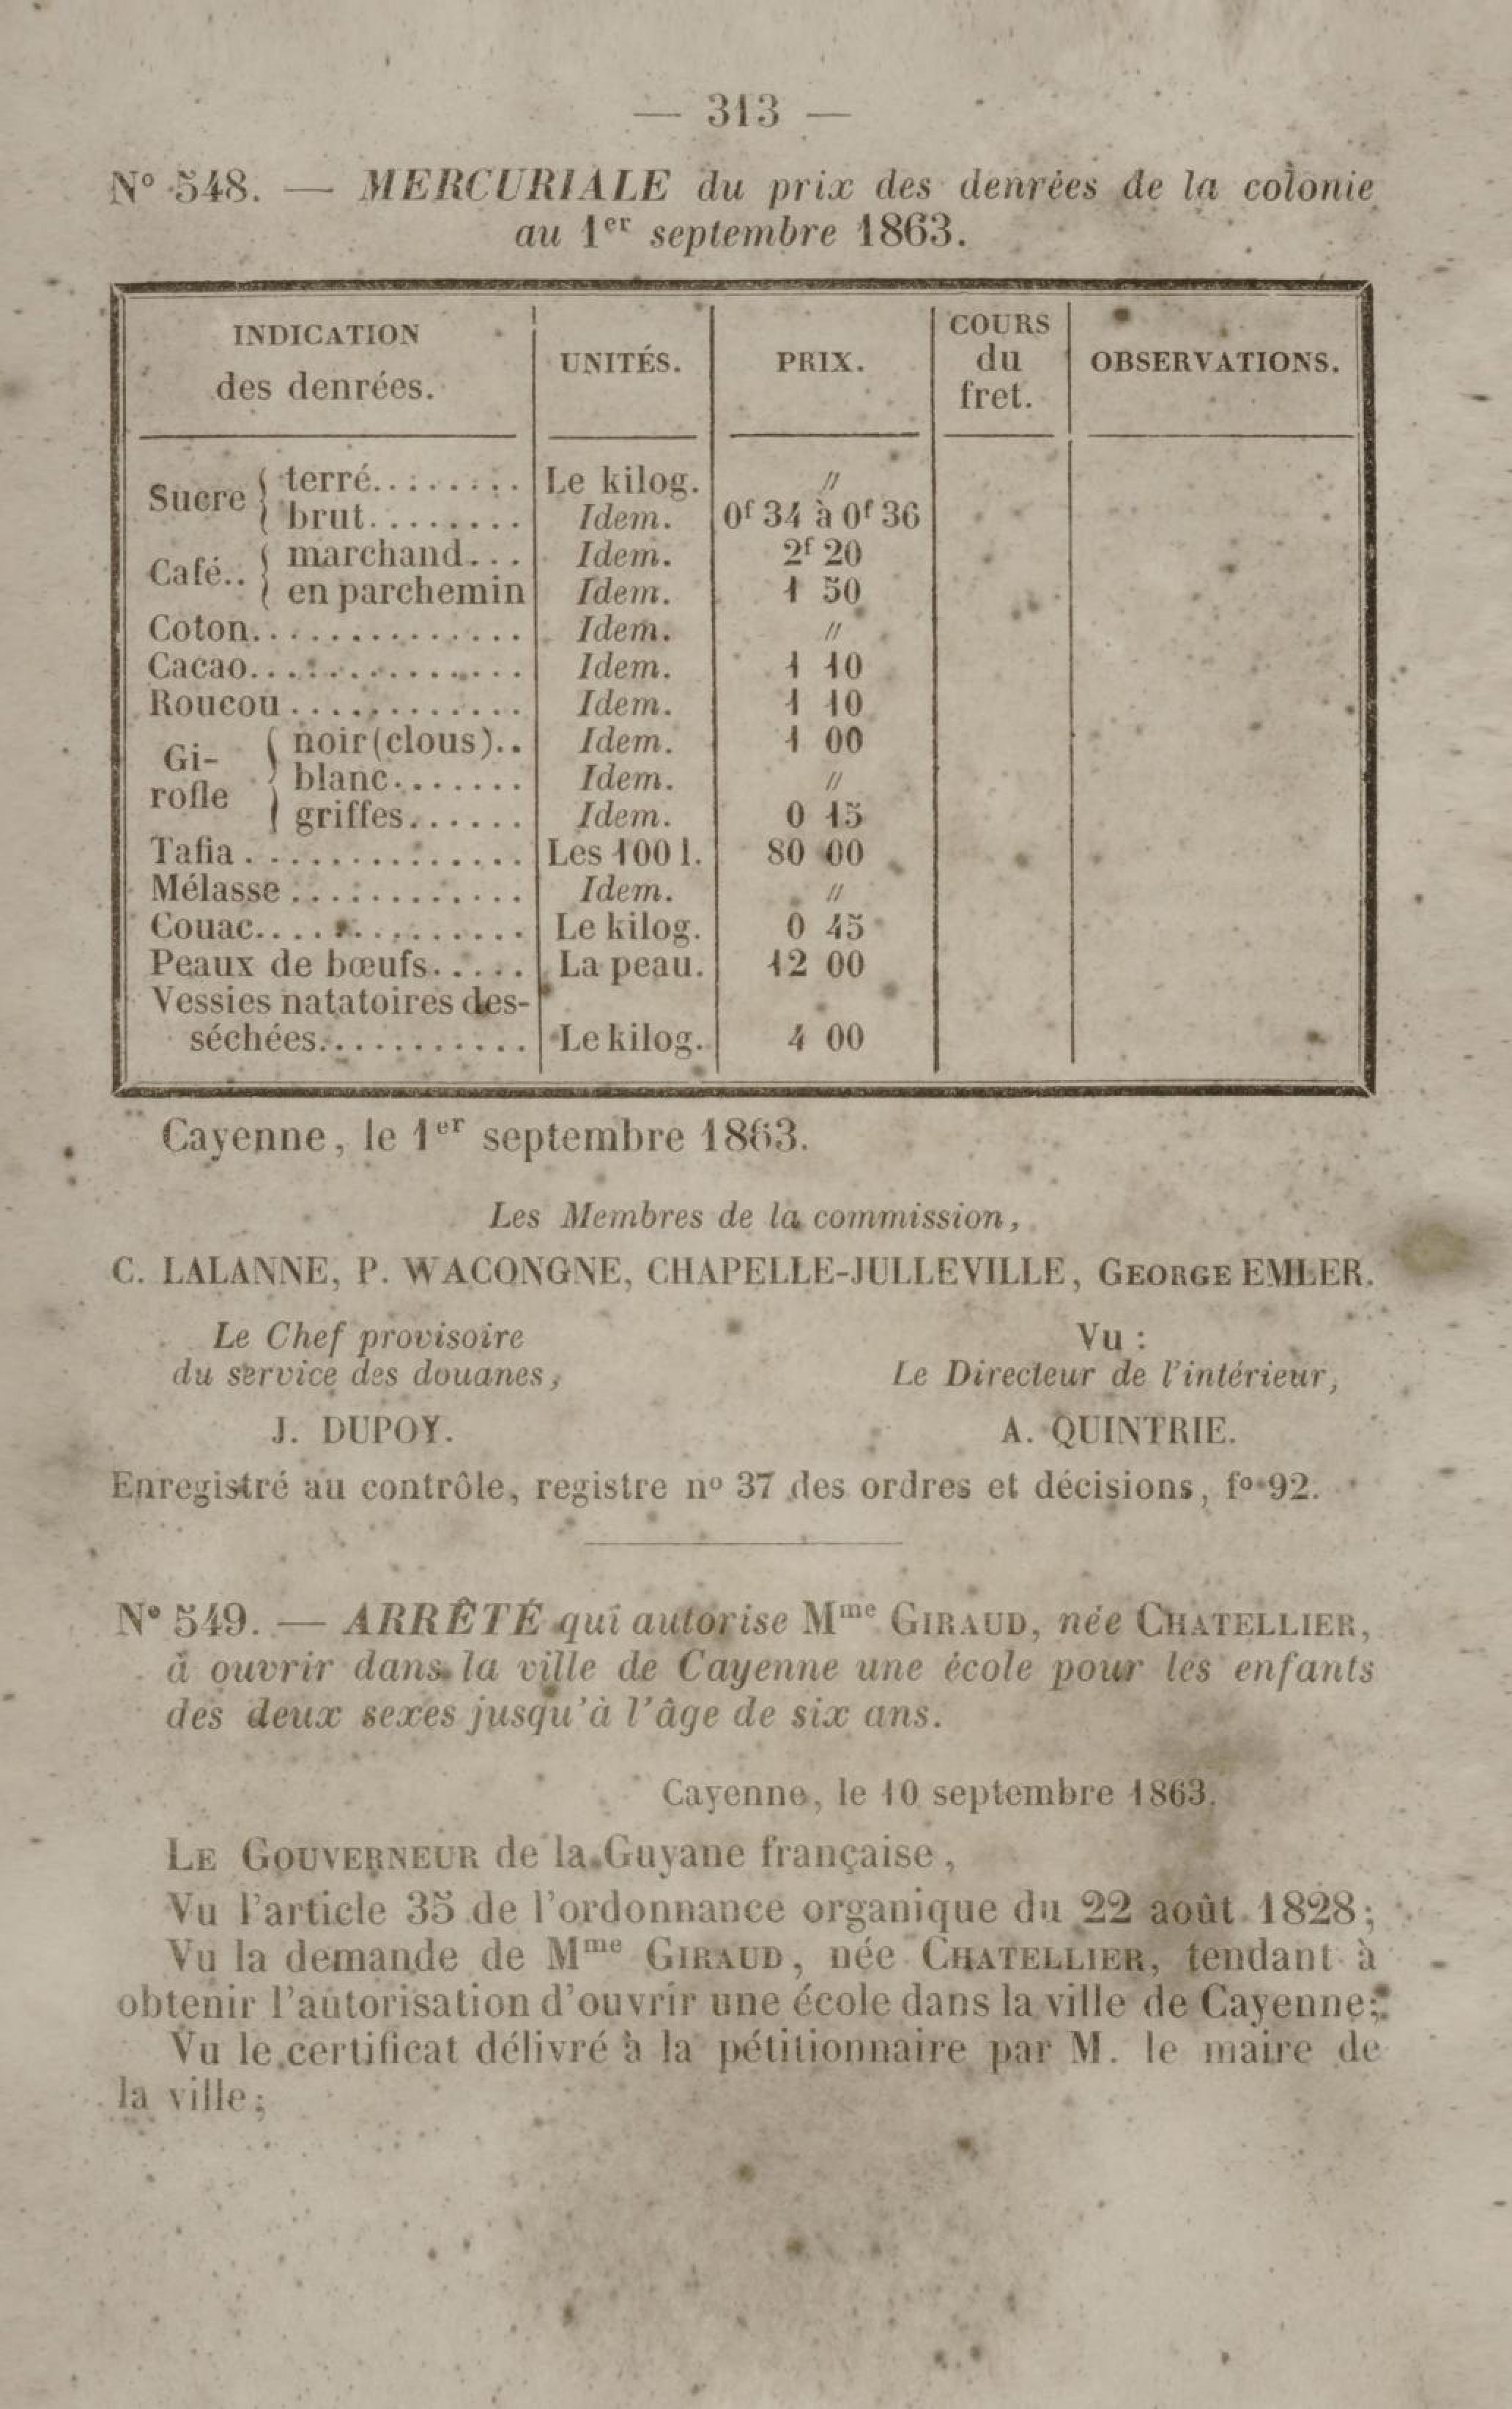 — 313 —
N° 548. — MERCURIALE du prix des denrées de la colonie
au 1er septembre 1863.
INDICATION des denrées. UNITÉS. PRIX. COURS du fret. OBSERVATIONS.
Sucre { terré........ Le kilog. //
{ brut........ Idem. 0f 34 à 0f 36
Café.. { marchand... Idem. 2f 20
{ en parchemin Idem. 1 50
Coton.............. Idem. //
Cacao.............. Idem. 1 10
Roucou............ Idem. 1 10
Girofle { noir (clous).. Idem. 1 00
blanc....... Idem. //
griffes...... Idem. 0 15
Tafia.............. Les 100 l. 80 00
Mélasse............ Idem. //
Couac............. Le kilog. 0 45
Peaux de bœufs..... La peau. 12 00
Vessies natatoires des-
séchées........... Le kilog. 4 00
Cayenne, le 1er septembre 1863.
Les Membres de la commission,
C. LALANNE, P. WACONGNE, CHAPELLE-JULLEVILLE, GEORGE EMLER.
Le Chef provisoire
du service des douanes,
J. DUPOY.
Vu :
Le Directeur de l'intérieur,
A. QUINTRIE.
Enregistré au contrôle, registre n° 37 des ordres et décisions, f° 92.
N° 549. — ARRÊTÉ qui autorise Mme GIRAUD, née CHATELLIER,
à ouvrir dans la ville de Cayenne une école pour les enfants
des deux sexes jusqu'à l'âge de six ans.
Cayenne, le 10 septembre 1863.
LE GOUVERNEUR de la Guyane française,
Vu l'article 35 de l'ordonnance organique du 22 août 1828;
Vu la demande de Mme GIRAUD, née CHATELLIER, tendant à
obtenir l'autorisation d'ouvrir une école dans la ville de Cayenne;
Vu le certificat délivré à la pétitionnaire par M. le maire de
la ville;